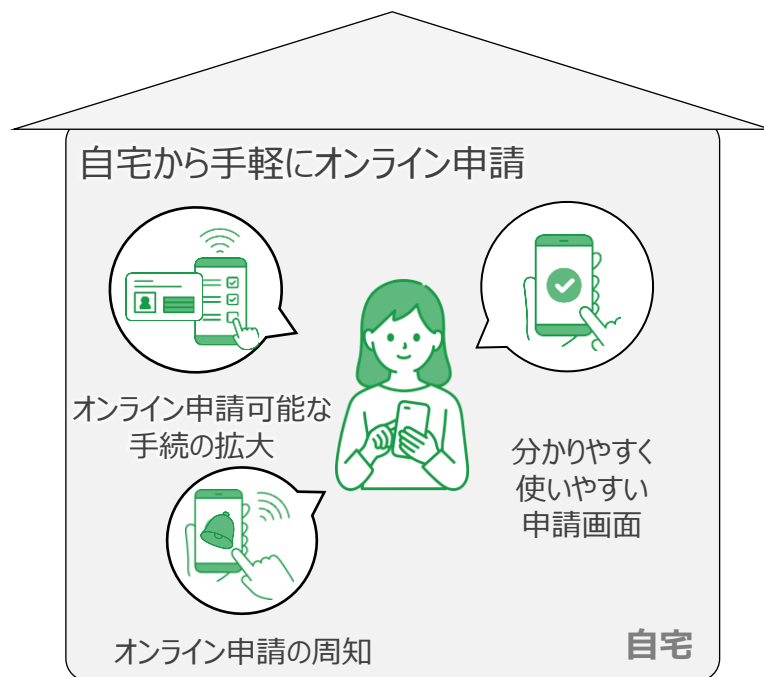 自宅から手軽にオンライン申請
オンライン申請可能な
手続の拡大
分かりやすく
使いやすい
申請画面
オンライン申請の周知
自宅